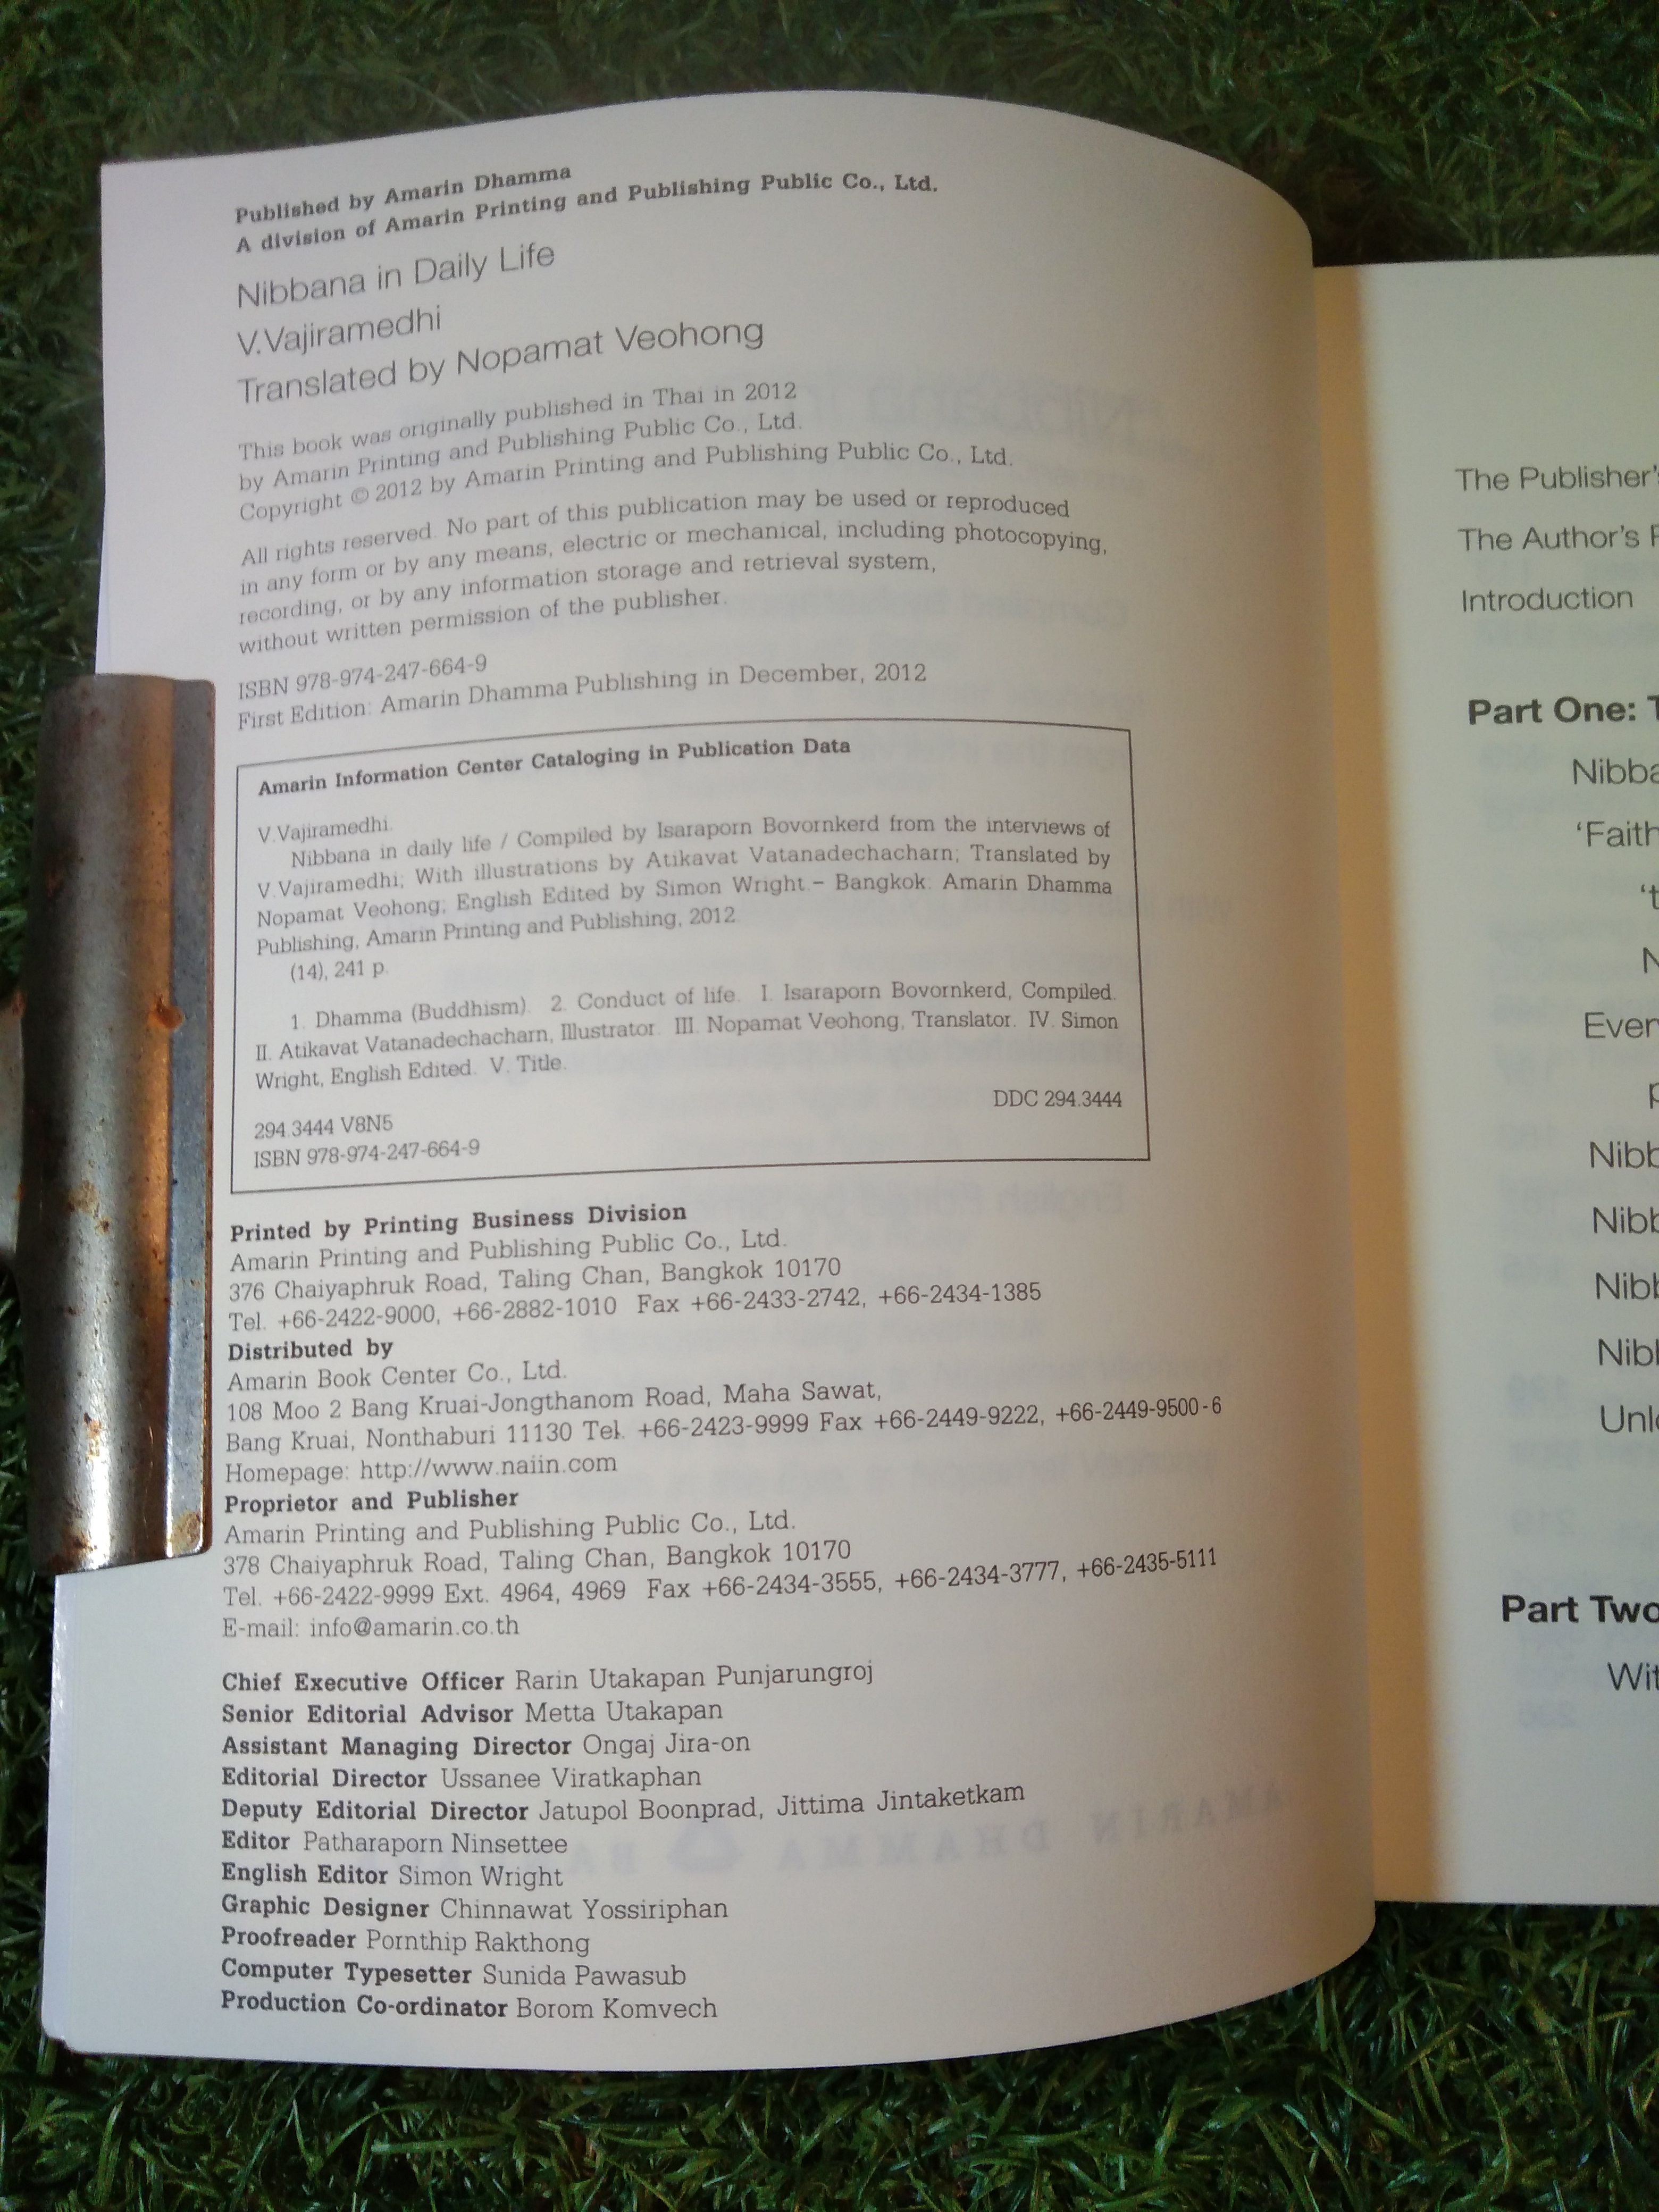 Published by Amarin Dhamma
A division of Amarin Printing and Publishing Public Co., Ltd.
Nibbana in Daily Life
V.Vajiramedhi
Translated by Nopamat Veohong
This book was originally published in Thai in 2012
by Amarin Printing and Publishing Public Co., Ltd.
Copyright © 2012 by Amarin Printing and Publishing Public Co., Ltd.
All rights reserved. No part of this publication may be used or reproduced
in any form or by any means, electric or mechanical, including photocopying,
recording, or by any information storage and retrieval system,
without written permission of the publisher.
ISBN 978-974-247-664-9
First Edition: Amarin Dhamma Publishing in December, 2012
Amarin Information Center Cataloging in Publication Data
V.Vajiramedhi.
Nibbana in daily life / Compiled by Isaraporn Bovornkerd from the interviews of
V.Vajiramedhi; With illustrations by Atikavat Vatanadechacharn; Translated by
Nopamat Veohong; English Edited by Simon Wright.– Bangkok: Amarin Dhamma
Publishing, Amarin Printing and Publishing, 2012.
(14), 241 p.
1. Dhamma (Buddhism). 2. Conduct of life. I. Isaraporn Bovornkerd, Compiled.
II. Atikavat Vatanadechacharn, Illustrator. III. Nopamat Veohong, Translator. IV. Simon
Wright, English Edited. V. Title.
DDC 294.3444
294.3444 V8N5
ISBN 978-974-247-664-9
Printed by Printing Business Division
Amarin Printing and Publishing Public Co., Ltd.
376 Chaiyaphruk Road, Taling Chan, Bangkok 10170
Tel. +66-2422-9000, +66-2882-1010 Fax +66-2433-2742, +66-2434-1385
Distributed by
Amarin Book Center Co., Ltd.
108 Moo 2 Bang Kruai-Jongthanom Road, Maha Sawat,
Bang Kruai, Nonthaburi 11130 Tel. +66-2423-9999 Fax +66-2449-9222, +66-2449-9500-6
Homepage: http://www.naiin.com
Proprietor and Publisher
Amarin Printing and Publishing Public Co., Ltd.
378 Chaiyaphruk Road, Taling Chan, Bangkok 10170
Tel. +66-2422-9999 Ext. 4964, 4969 Fax +66-2434-3555, +66-2434-3777, +66-2435-5111
E-mail: info@amarin.co.th
Chief Executive Officer Rarin Utakapan Punjarungroj
Senior Editorial Advisor Metta Utakapan
Assistant Managing Director Ongaj Jira-on
Editorial Director Ussanee Viratkaphan
Deputy Editorial Director Jatupol Boonprad, Jittima Jintaketkam
Editor Patharaporn Ninsettee
English Editor Simon Wright
Graphic Designer Chinnawat Yossiriphan
Proofreader Pornthip Rakthong
Computer Typesetter Sunida Pawasub
Production Co-ordinator Borom Komvech
The Publisher's
The Author's
Introduction
Part One:
Part Two